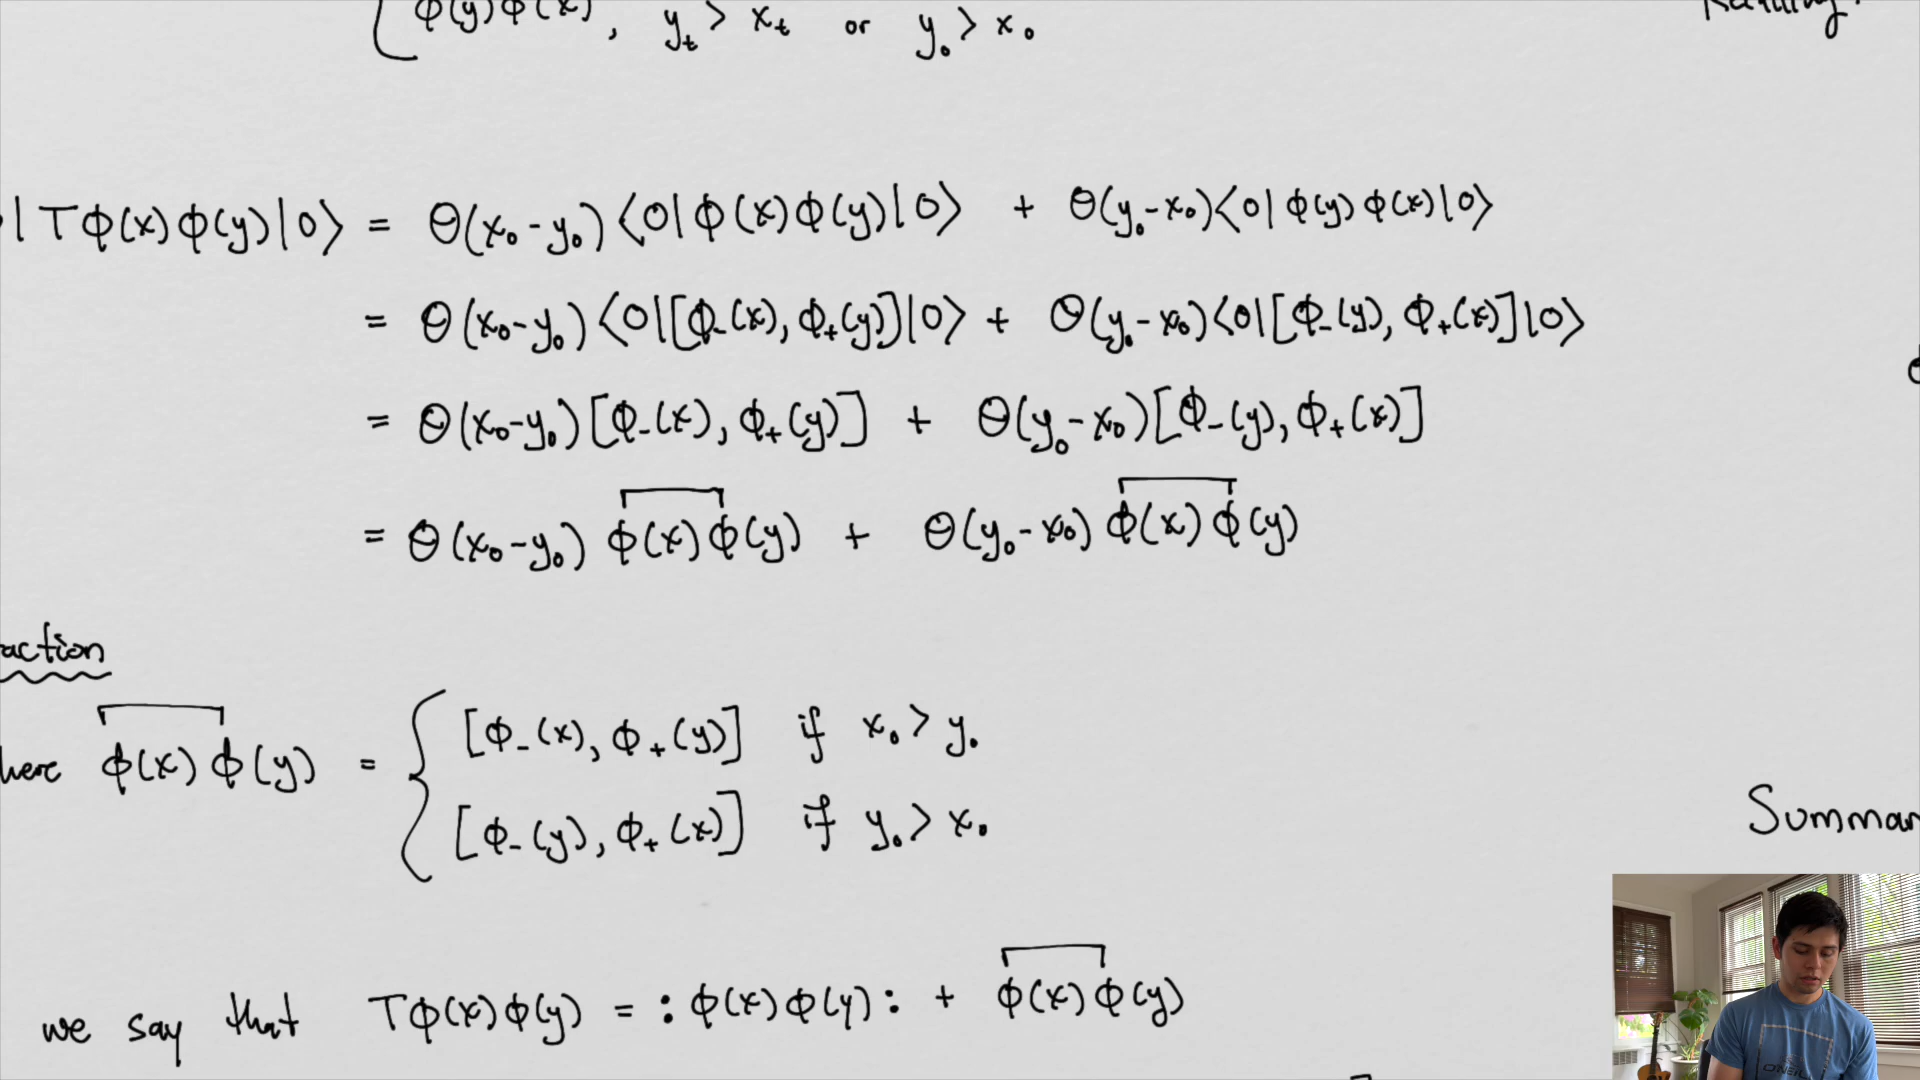 ϕ(y)ϕ(x), y_t > x_t or y_0 > x_0
| Tϕ(x)ϕ(y)|0⟩ = Θ(x_0-y_0)⟨0|ϕ(x)ϕ(y)|0⟩ + Θ(y_0-x_0)⟨0|ϕ(y)ϕ(x)|0⟩
= Θ(x_0-y_0)⟨0|[ϕ_-(x), ϕ_+(y)]|0⟩ + Θ(y_0-x_0)⟨0|[ϕ_-(y), ϕ_+(x)]|0⟩
= Θ(x_0-y_0)[ϕ_-(x), ϕ_+(y)] + Θ(y_0-x_0)[ϕ_-(y), ϕ_+(x)]
= Θ(x_0-y_0) ϕ(x)ϕ(y) + Θ(y_0-x_0) ϕ(x)ϕ(y)
action
here ϕ(x)ϕ(y) = { [ϕ_-(x), ϕ_+(y)] if x_0 > y_0
[ϕ_-(y), ϕ_+(x)] if y_0 > x_0
Summar
we say that Tϕ(x)ϕ(y) = :ϕ(x)ϕ(y): + ϕ(x)ϕ(y)